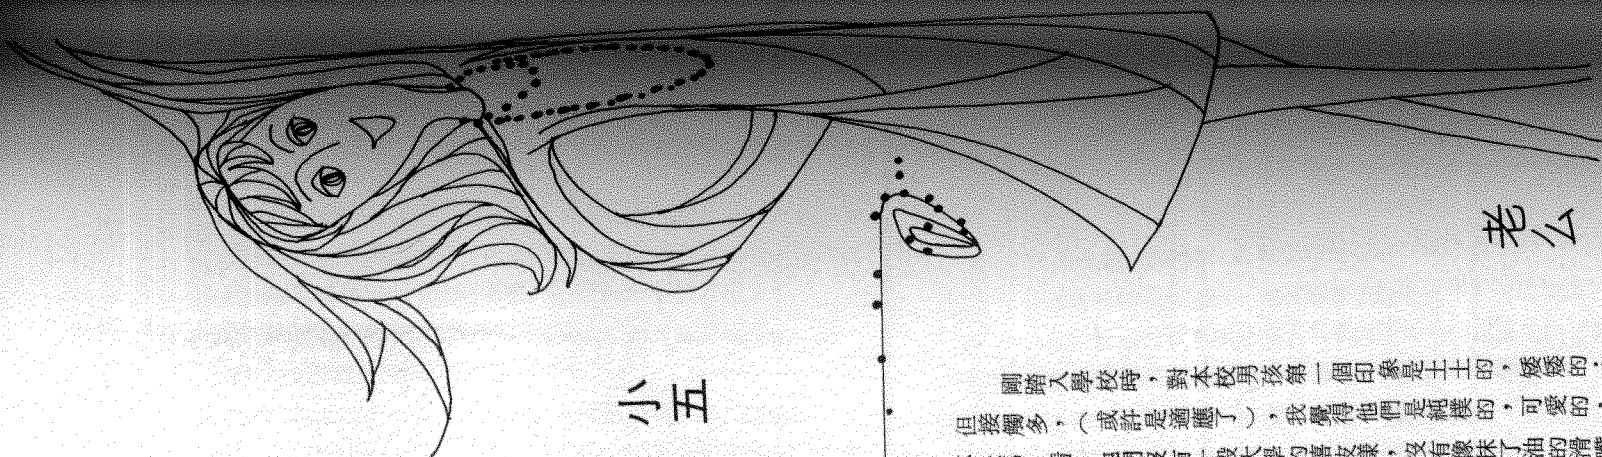 老公
小五
剛踏入學校時，對本校男孩第一個印象是土土的，矮矮的，
但接觸多，（或許是適應了），我覺得他們是純樸的，可愛的，